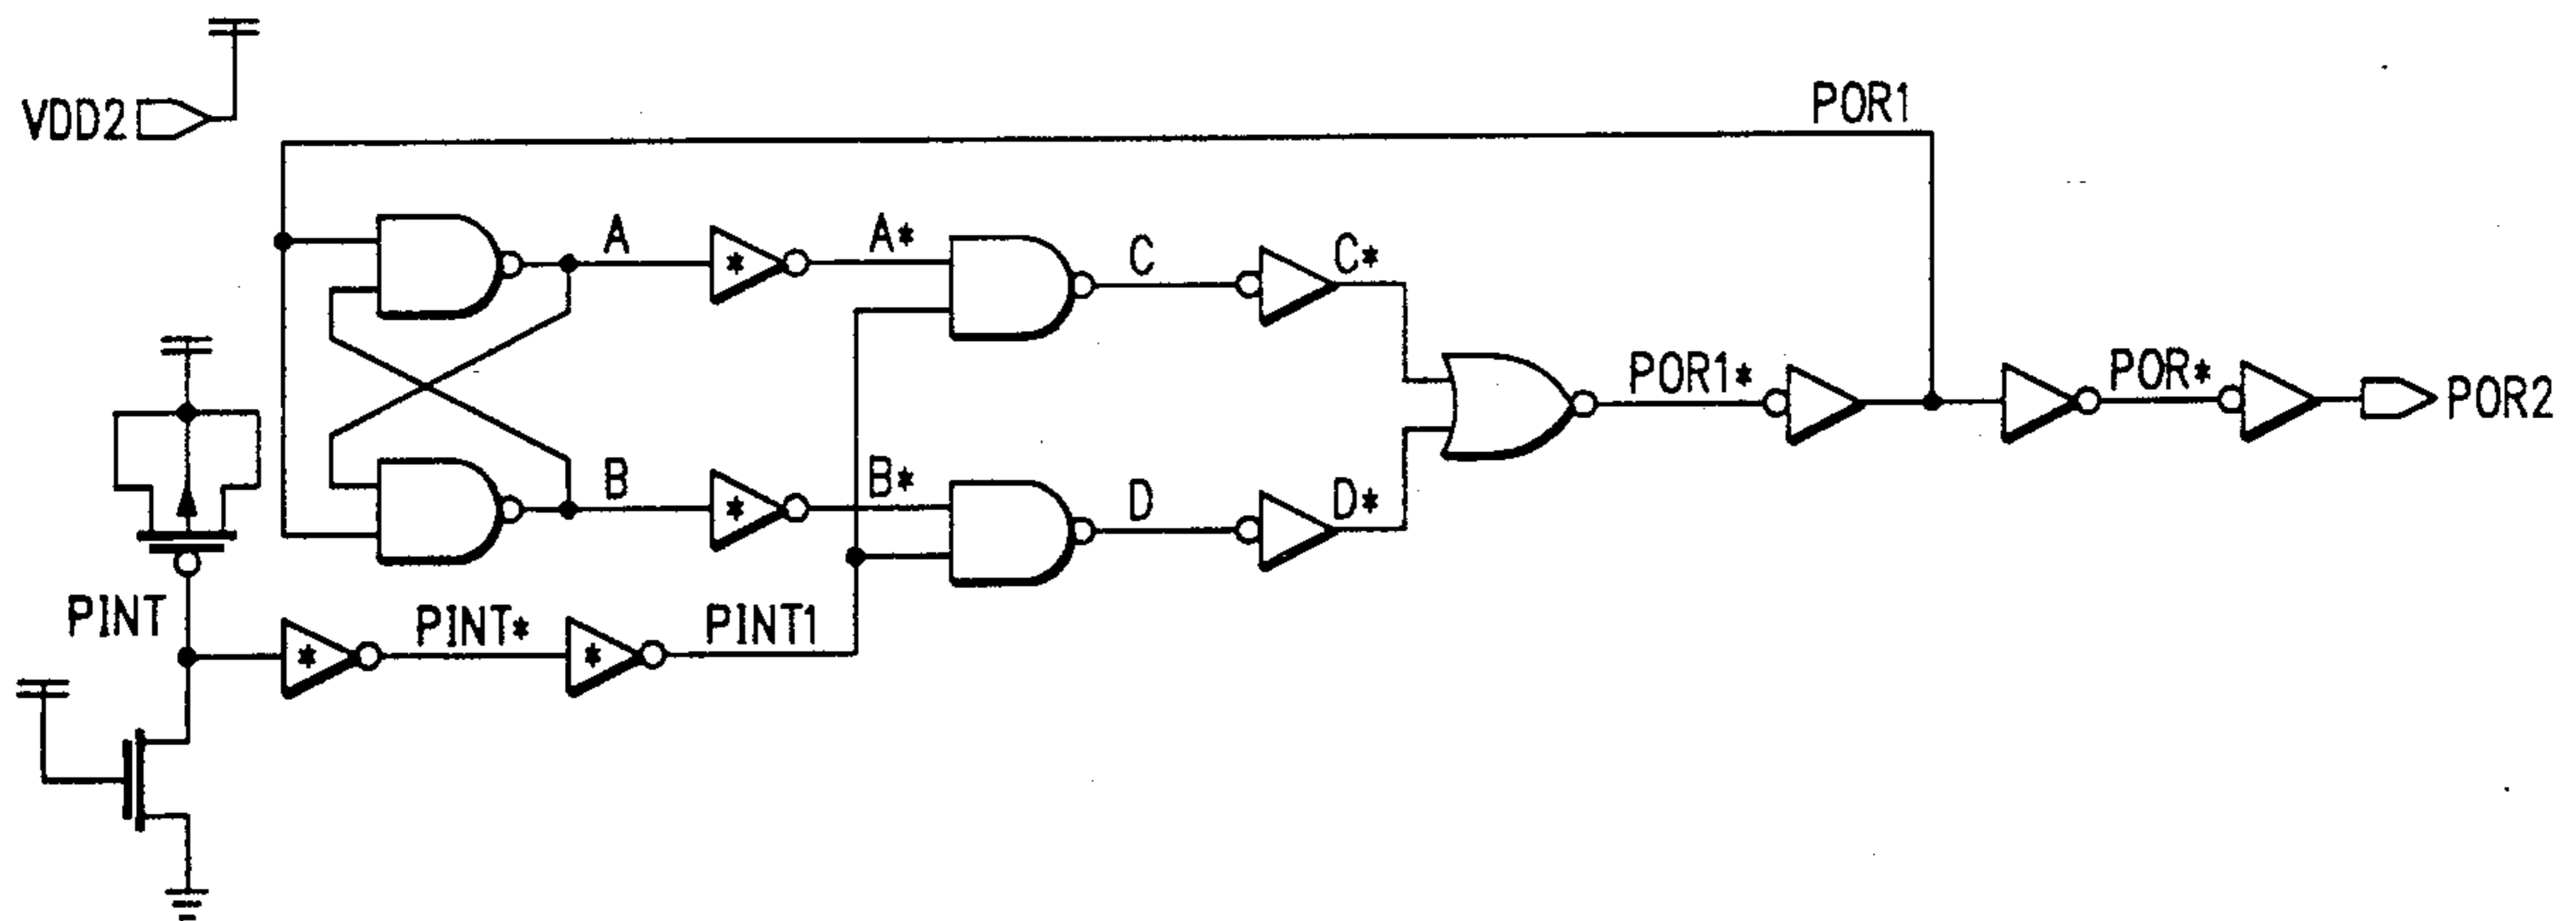 VDD2
POR1
A
*
A*
C
C*
POR1*
POR*
POR2
B
*
B*
D
D*
PINT
*
PINT*
*
PINT1